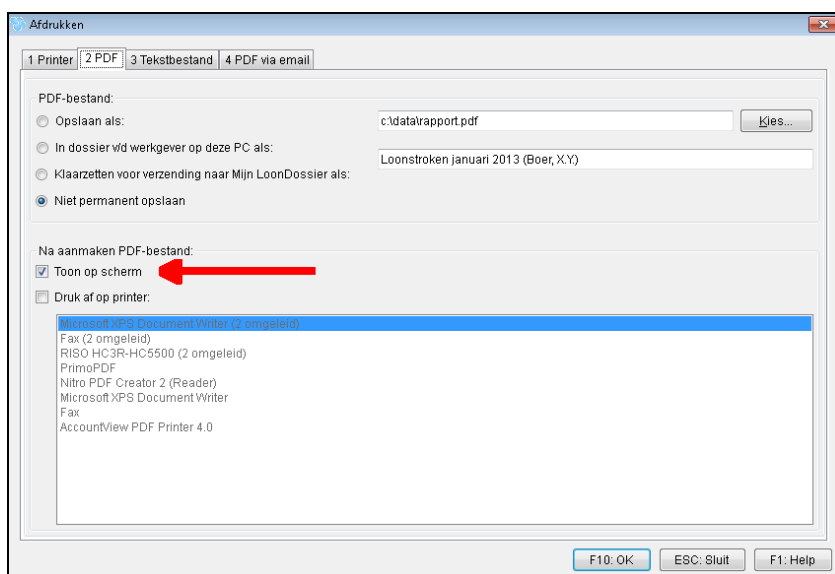 Afdrukken
1 Printer 2 PDF 3 Tekstbestand 4 PDF via email
PDF-bestand:
Opslaan als: c:\data\rapport.pdf Kies...
In dossier v/d werkgever op deze PC als:
Loonstroken januari 2013 (Boer, X.Y.)
Klaarzetten voor verzending naar Mijn LoonDossier als:
Niet permanent opslaan
Na aanmaken PDF-bestand:
Toon op scherm
Druk af op printer:
Microsoft XPS Document Writer (2 omgeleid)
Fax (2 omgeleid)
RISO HC3R-HC5500 (2 omgeleid)
PrimoPDF
Nitro PDF Creator 2 (Reader)
Microsoft XPS Document Writer
Fax
AccountView PDF Printer 4.0
F10: OK ESC: Sluit F1: Help